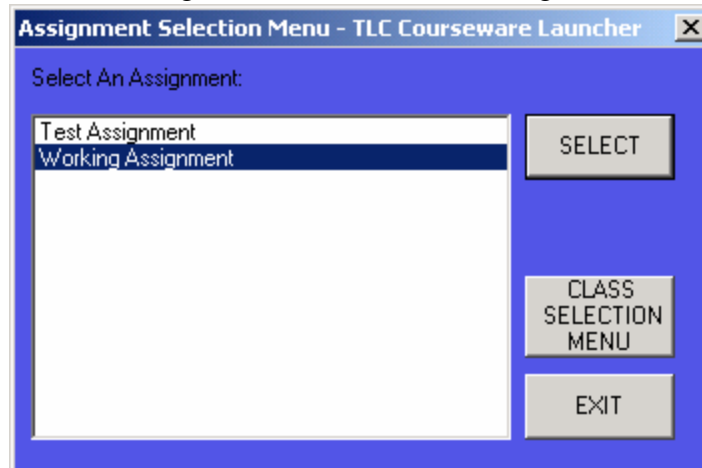 Assignment Selection Menu - TLC Courseware Launcher
Select An Assignment:
Test Assignment
Working Assignment
SELECT
CLASS
SELECTION
MENU
EXIT